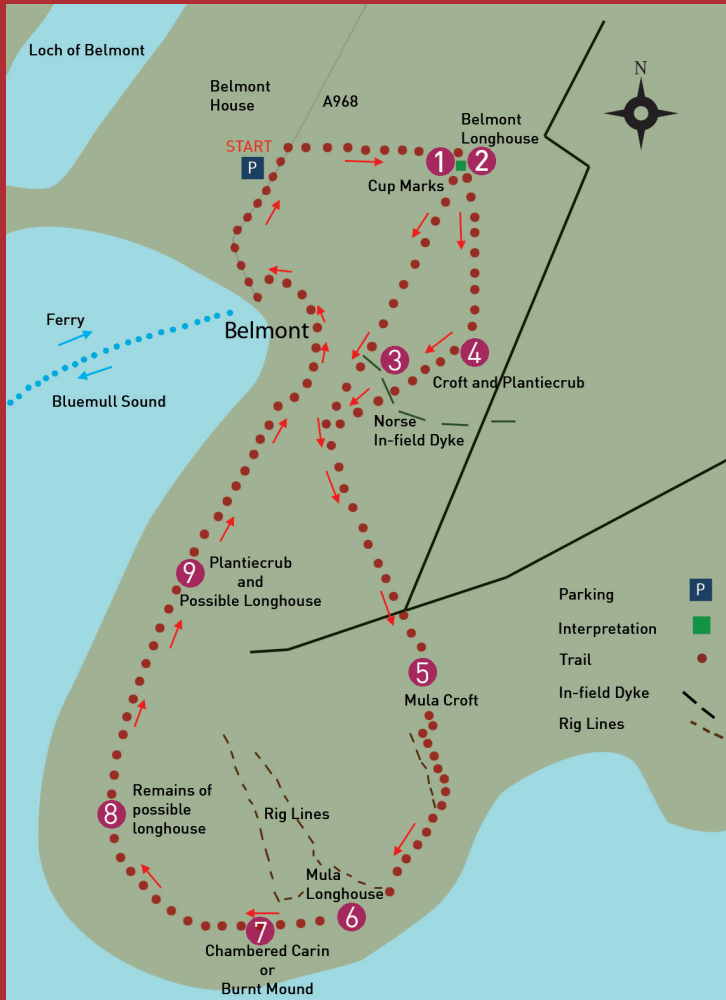 Loch of Belmont
Belmont
House
A968
N
START
P
Belmont
Longhouse
1
2
Cup Marks
Ferry
Belmont
Bluemull Sound
3
4
Croft and Plantiecrub
Norse
In-field Dyke
9
Plantiecrub
and
Possible Longhouse
Parking
P
Interpretation
Trail
In-field Dyke
Rig Lines
5
Mula Croft
8
Remains of
possible
longhouse
Rig Lines
Mula
Longhouse
6
7
Chambered Carin
or
Burnt Mound